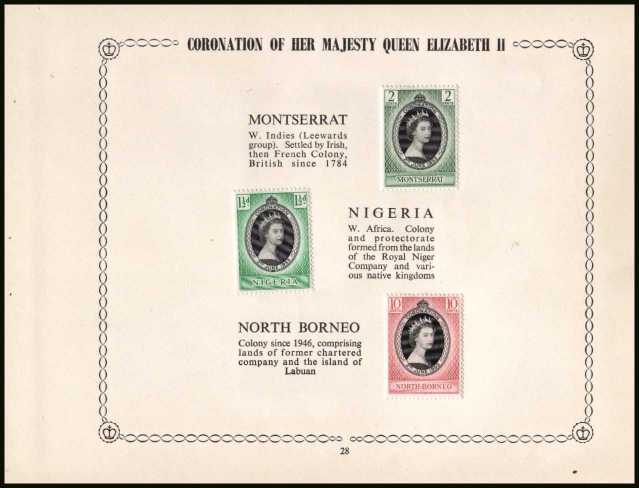 CORONATION OF HER MAJESTY QUEEN ELIZABETH II
MONTSERRAT
W. Indies (Leewards
group). Settled by Irish,
then French Colony,
British since 1784
2 2
MONTSERRAT
1½d 1½d
NIGERIA
NIGERIA
W. Africa. Colony
and protectorate
formed from the lands
of the Royal Niger
Company and vari-
ous native kingdoms
NORTH BORNEO
Colony since 1946, comprising
lands of former chartered
company and the island of
Labuan
10 10
NORTH·BORNEO
28